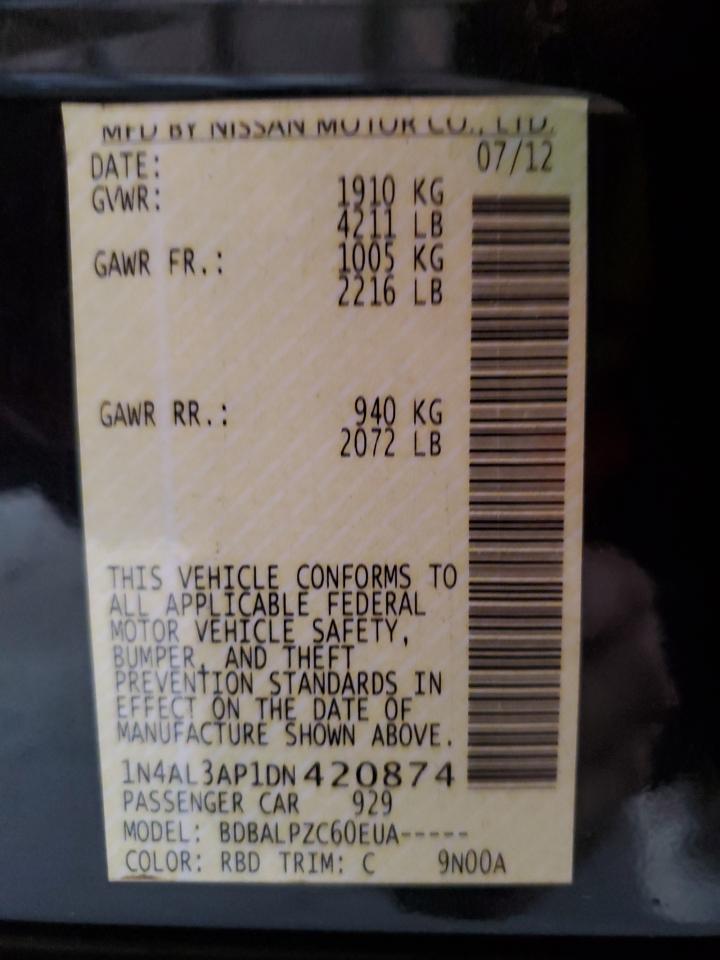 MFD BY NISSAN MOTOR CO., LTD.
DATE: 07/12
GVWR: 1910 KG
4211 LB
GAWR FR.: 1005 KG
2216 LB
GAWR RR.: 940 KG
2072 LB
THIS VEHICLE CONFORMS TO
ALL APPLICABLE FEDERAL
MOTOR VEHICLE SAFETY,
BUMPER, AND THEFT
PREVENTION STANDARDS IN
EFFECT ON THE DATE OF
MANUFACTURE SHOWN ABOVE.
1N4AL3AP1DN420874
PASSENGER CAR 929
MODEL: BDBALPZC60EUA-----
COLOR: RBD TRIM: C 9N00A